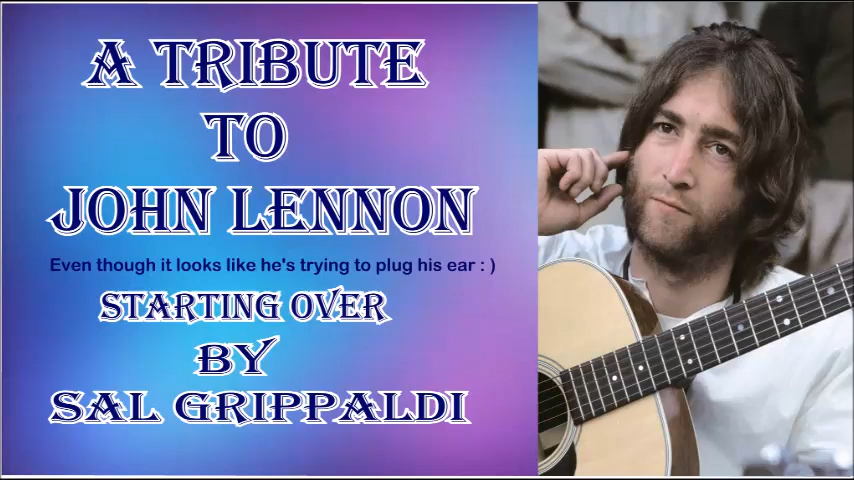 A TRIBUTE
TO
JOHN LENNON
Even though it looks like he's trying to plug his ear : )
STARTING OVER
BY
SAL GRIPPALDI